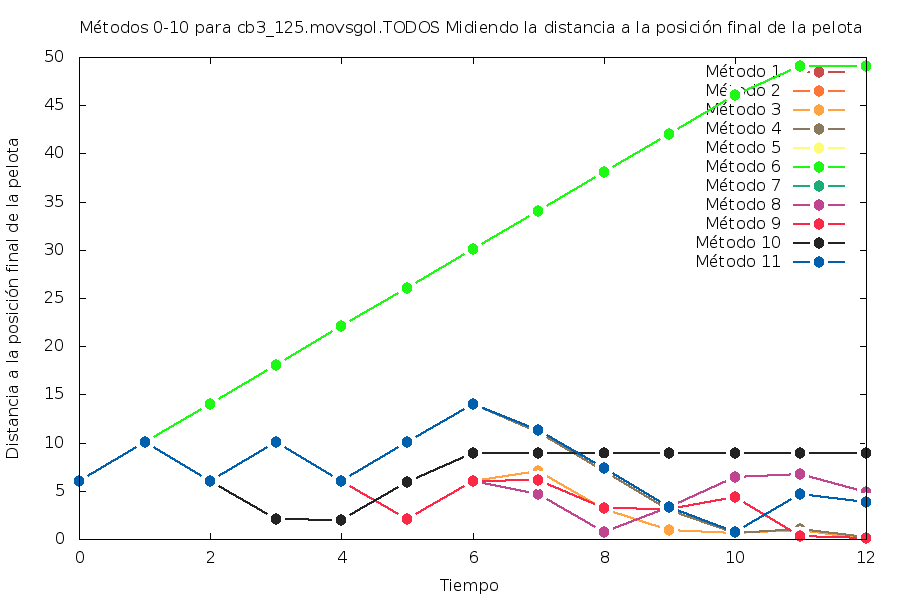 Métodos 0-10 para cb3_125.movsgol.TODOS Midiendo la distancia a la posición final de la pelota
50
45
40
35
30
25
20
15
10
5
0
Distancia a la posición final de la pelota
Método 1
Método 2
Método 3
Método 4
Método 5
Método 6
Método 7
Método 8
Método 9
Método 10
Método 11
0 2 4 6 8 10 12
Tiempo